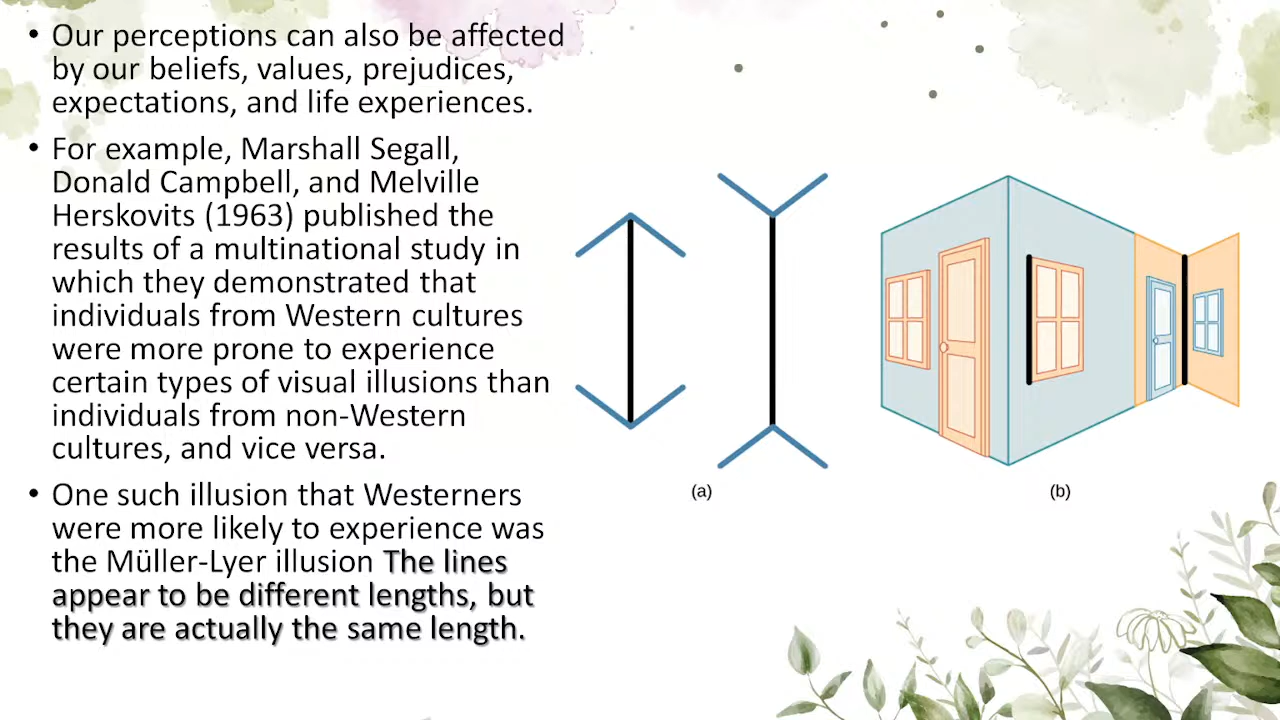 • Our perceptions can also be affected
by our beliefs, values, prejudices,
expectations, and life experiences.
• For example, Marshall Segall,
Donald Campbell, and Melville
Herskovits (1963) published the
results of a multinational study in
which they demonstrated that
individuals from Western cultures
were more prone to experience
certain types of visual illusions than
individuals from non-Western
cultures, and vice versa.
• One such illusion that Westerners
were more likely to experience was
the Müller-Lyer illusion The lines
appear to be different lengths, but
they are actually the same length.
(a)
(b)